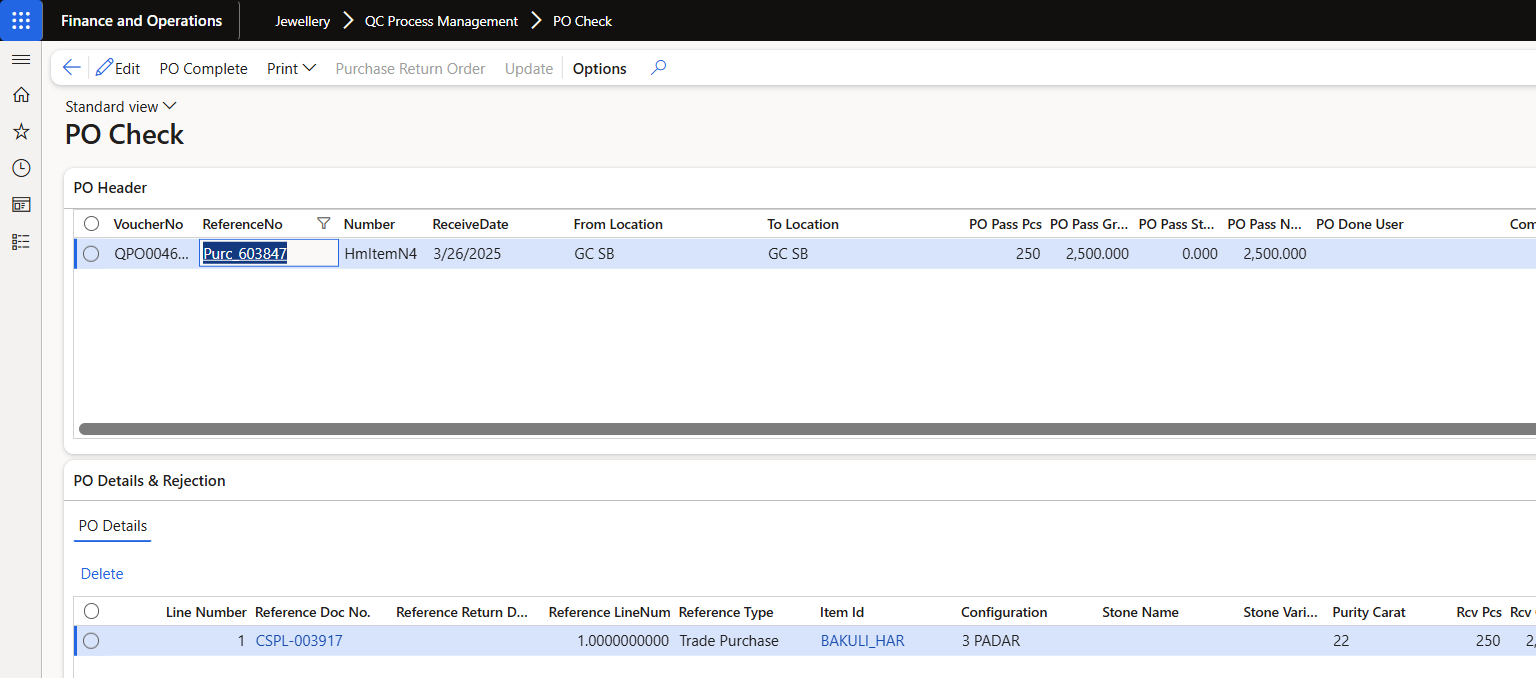 Finance and Operations Jewellery QC Process Management PO Check
Edit PO Complete Print Purchase Return Order Update Options
Standard view
PO Check
PO Header
VoucherNo ReferenceNo Number ReceiveDate From Location To Location PO Pass Pcs PO Pass Gr... PO Pass St... PO Pass N... PO Done User Com
QPO0046... Purc_603847 HmItemN4 3/26/2025 GC SB GC SB 250 2,500.000 0.000 2,500.000
PO Details & Rejection
PO Details
Delete
Line Number Reference Doc No. Reference Return D... Reference LineNum Reference Type Item Id Configuration Stone Name Stone Vari... Purity Carat Rcv Pcs Rcv
1 CSPL-003917 1.0000000000 Trade Purchase BAKULI_HAR 3 PADAR 22 250 2,